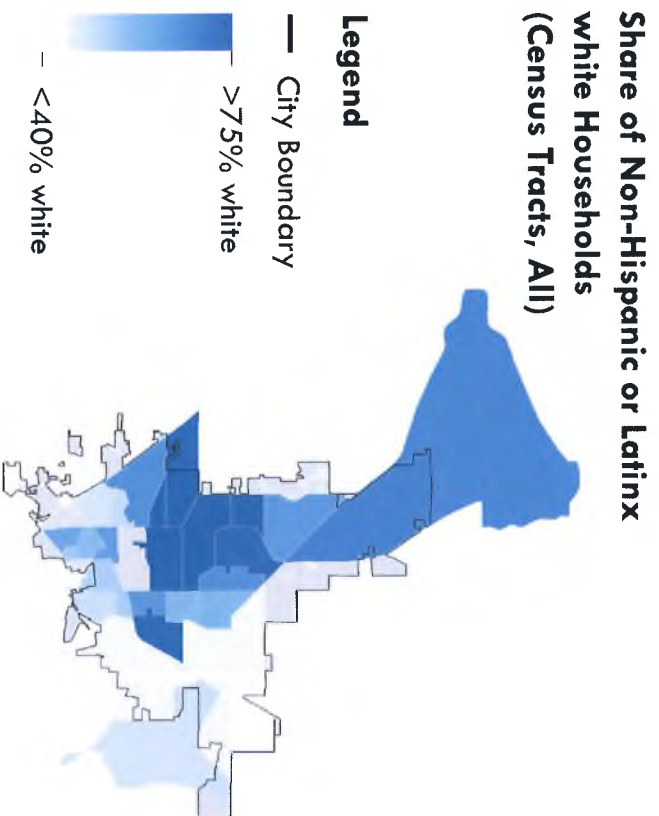 Share of Non-Hispanic or Latinx
white Households
(Census Tracts, All)
Legend
City Boundary
>75% white
<40% white